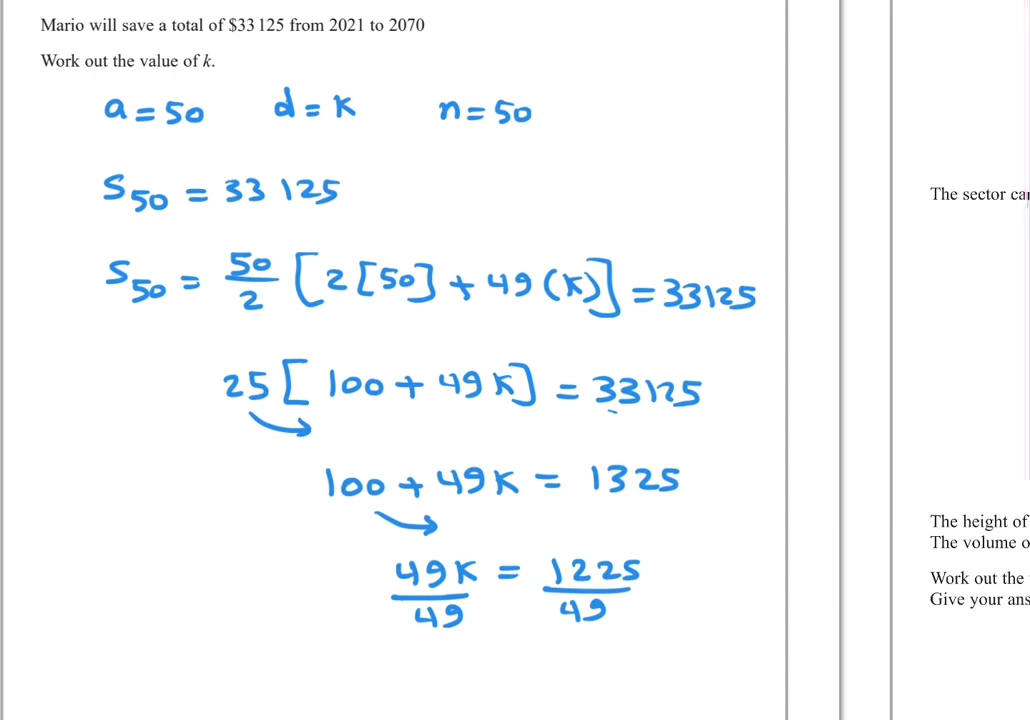 Mario will save a total of $33 125 from 2021 to 2070
Work out the value of k.
a = 50 d = k n = 50
S50 = 33 125
S50 = 50/2 [2[50] + 49(k)] = 33125
25[100 + 49k] = 33125
100 + 49k = 1325
49k/49 = 1225/49
The sector
The height of
The volume
Work out the
Give your